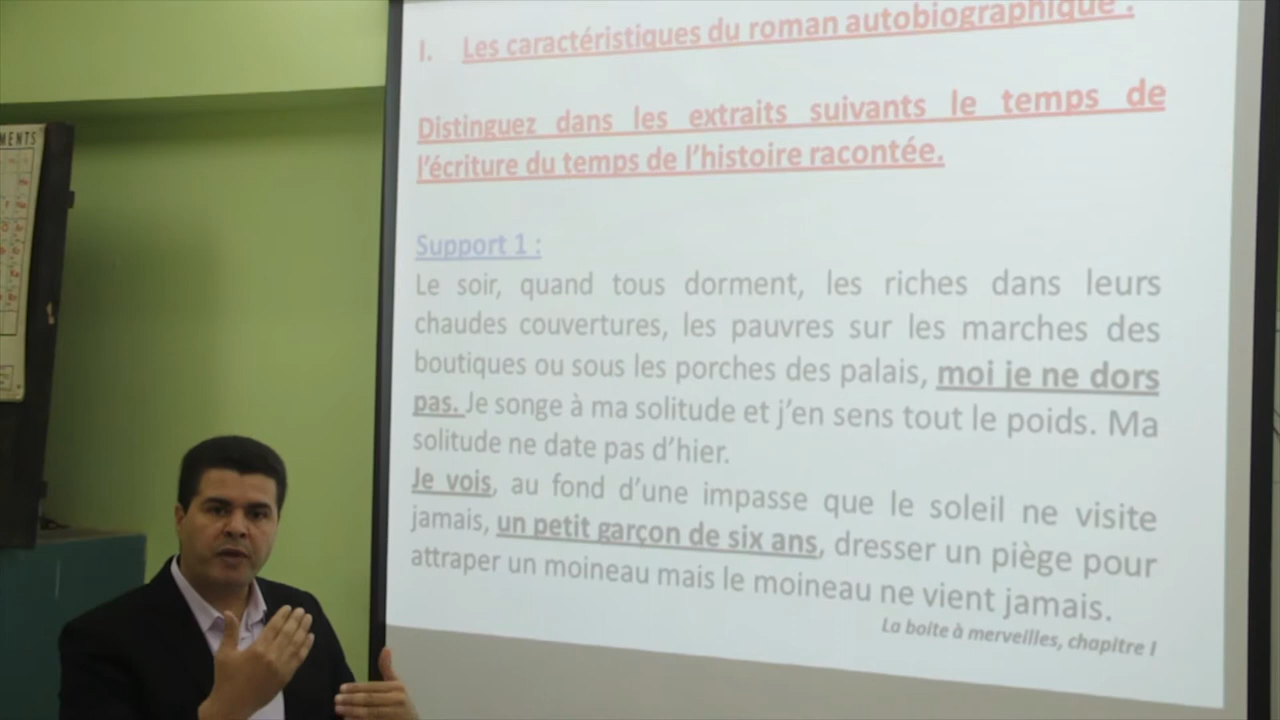 MENTS
I. Les caractéristiques du roman autobiographique :
Distinguez dans les extraits suivants le temps de
l’écriture du temps de l’histoire racontée.
Support 1 :
Le soir, quand tous dorment, les riches dans leurs
chaudes couvertures, les pauvres sur les marches des
boutiques ou sous les porches des palais, moi je ne dors
pas. Je songe à ma solitude et j’en sens tout le poids. Ma
solitude ne date pas d’hier.
Je vois, au fond d’une impasse que le soleil ne visite
jamais, un petit garçon de six ans, dresser un piège pour
attraper un moineau mais le moineau ne vient jamais.
La boite à merveilles, chapitre I